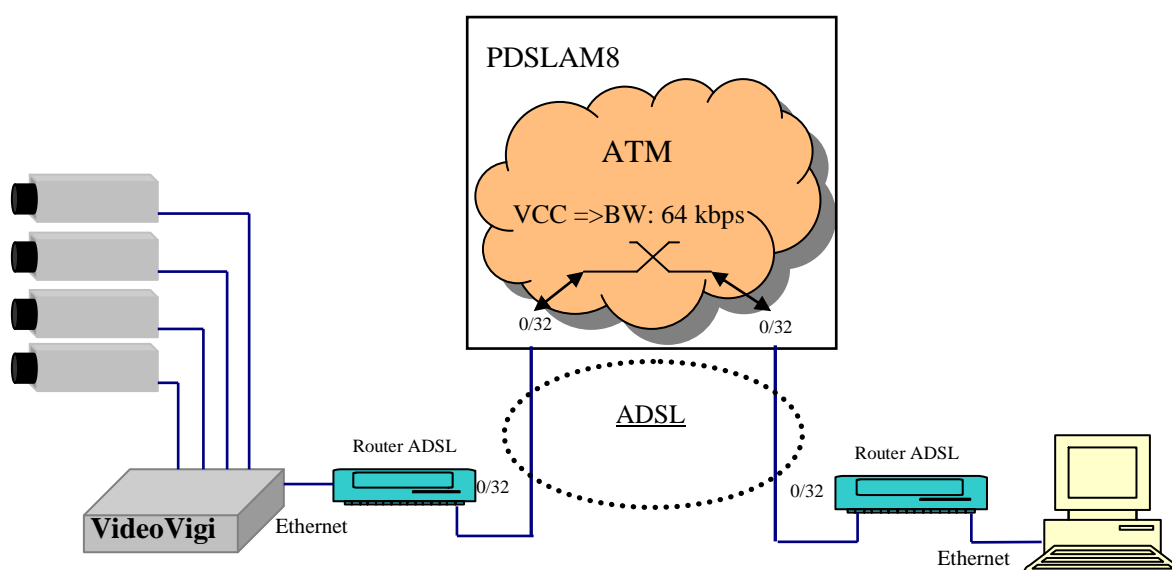 PDSLAM8
ATM
VCC =>BW: 64 kbps
0/32
0/32
ADSL
Router ADSL
0/32
Router ADSL
0/32
VideoVigi
Ethernet
Ethernet